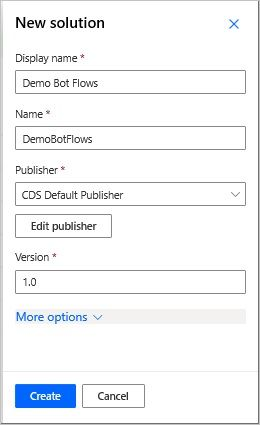 New solution
Display name *
Demo Bot Flows
Name *
DemoBotFlows
Publisher *
CDS Default Publisher
Edit publisher
Version *
1.0
More options
Create Cancel